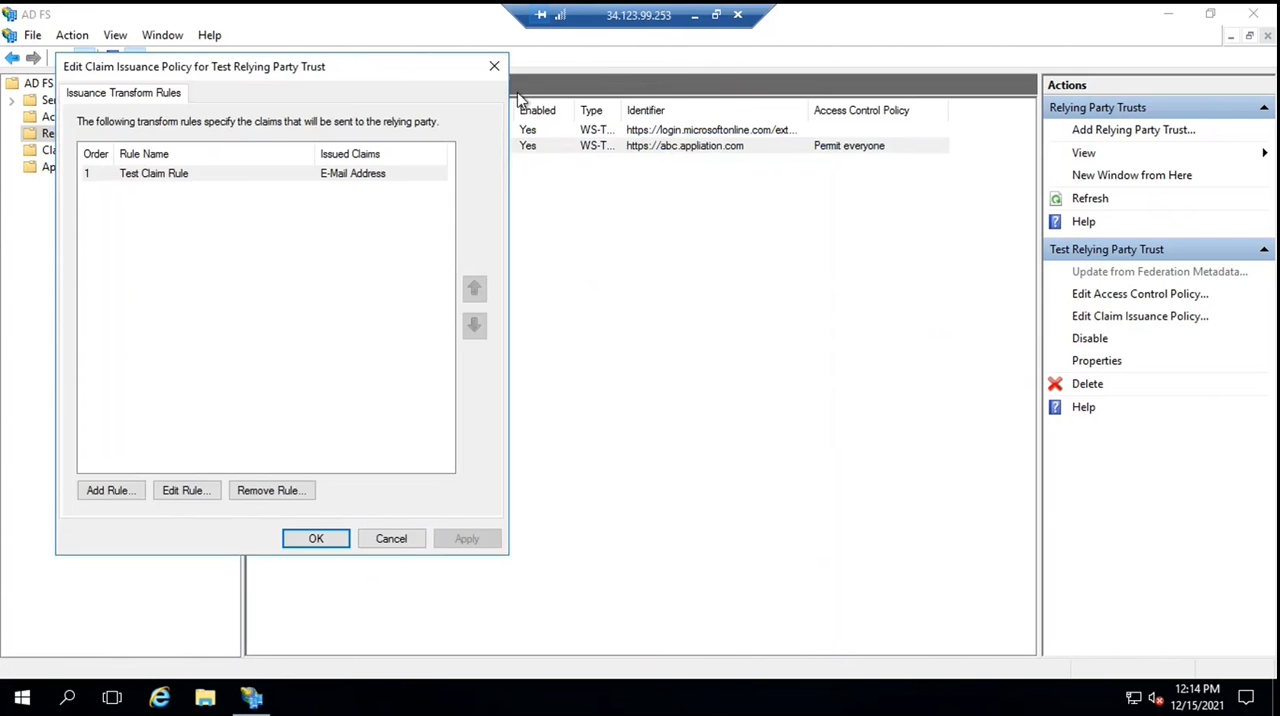 AD FS
34.123.99.253
File Action View Window Help
Edit Claim Issuance Policy for Test Relying Party Trust
Issuance Transform Rules
The following transform rules specify the claims that will be sent to the relying party.
Order Rule Name Issued Claims
1 Test Claim Rule E-Mail Address
Add Rule... Edit Rule... Remove Rule...
OK Cancel Apply
AD FS
Se
Ac
Re
Cla
Ap
Enabled Type Identifier Access Control Policy
Yes WS-T... https://login.microsoftonline.com/ext...
Yes WS-T... https://abc.appliation.com Permit everyone
Actions
Relying Party Trusts
Add Relying Party Trust...
View
New Window from Here
Refresh
Help
Test Relying Party Trust
Update from Federation Metadata...
Edit Access Control Policy...
Edit Claim Issuance Policy...
Disable
Properties
Delete
Help
12:14 PM
12/15/2021